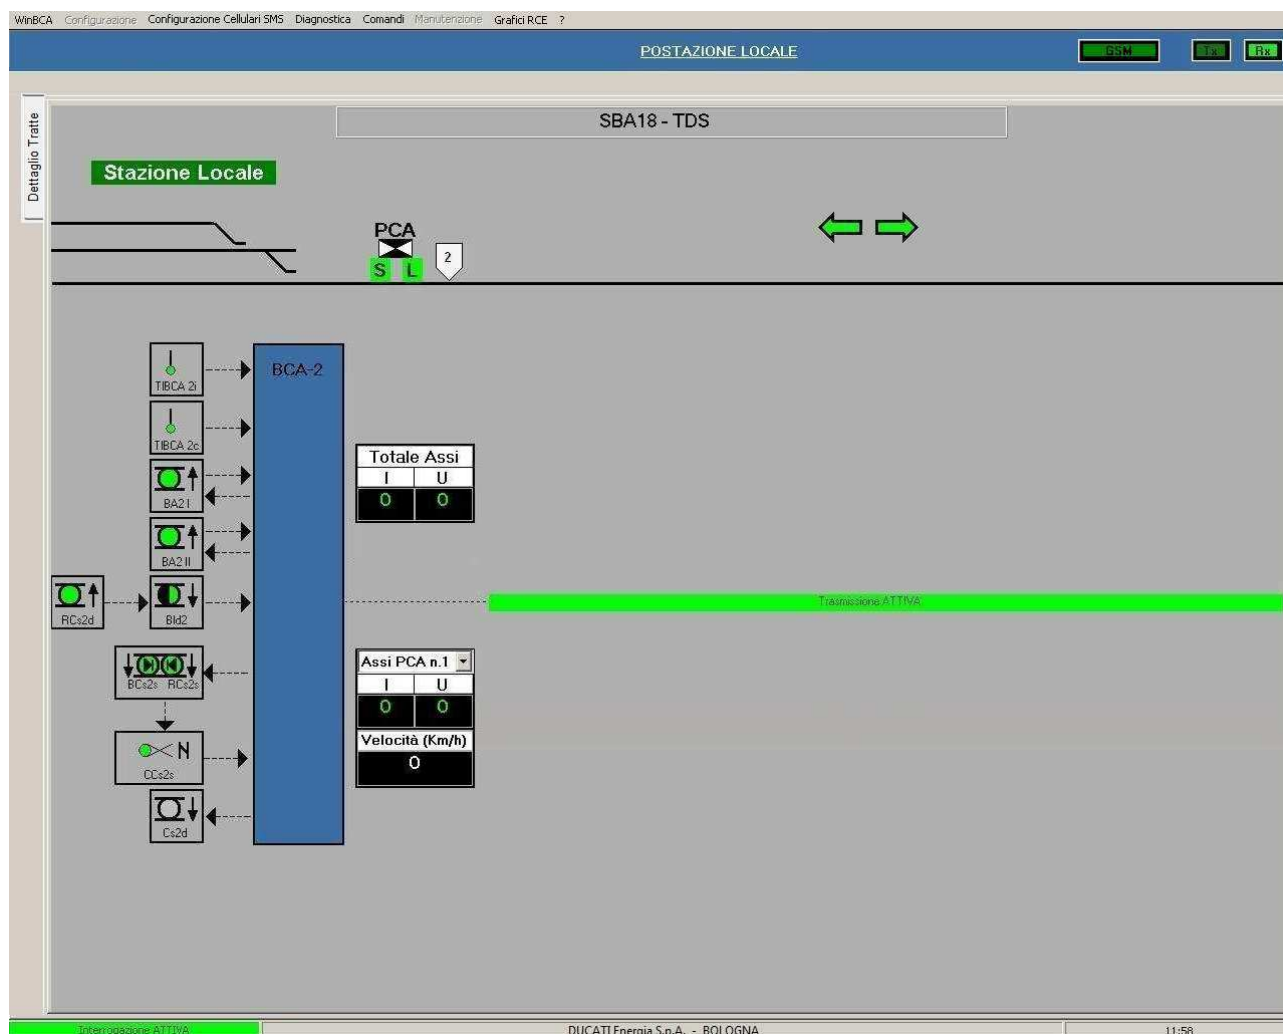 WinBCA Configurazione Configurazione Cellulari SMS Diagnostica Comandi Manutenzione Grafici RCE ?
POSTAZIONE LOCALE
GSM Tx Rx
Dettaglio Tratte
SBA18 - TDS
Stazione Locale
PCA
S L
2
BCA-2
TIBCA 2i
TIBCA 2c
Totale Assi
I U
0 0
BA2 I
BA2 II
RCs2d
BId2
Trasmissione ATTIVA
BCs2s RCs2s
Assi PCA n.1
I U
0 0
Velocità (Km/h)
0
N
CCs2s
Cs2d
Interrogazione ATTIVA
DUCATI Energia S.p.A. - BOLOGNA
11:58